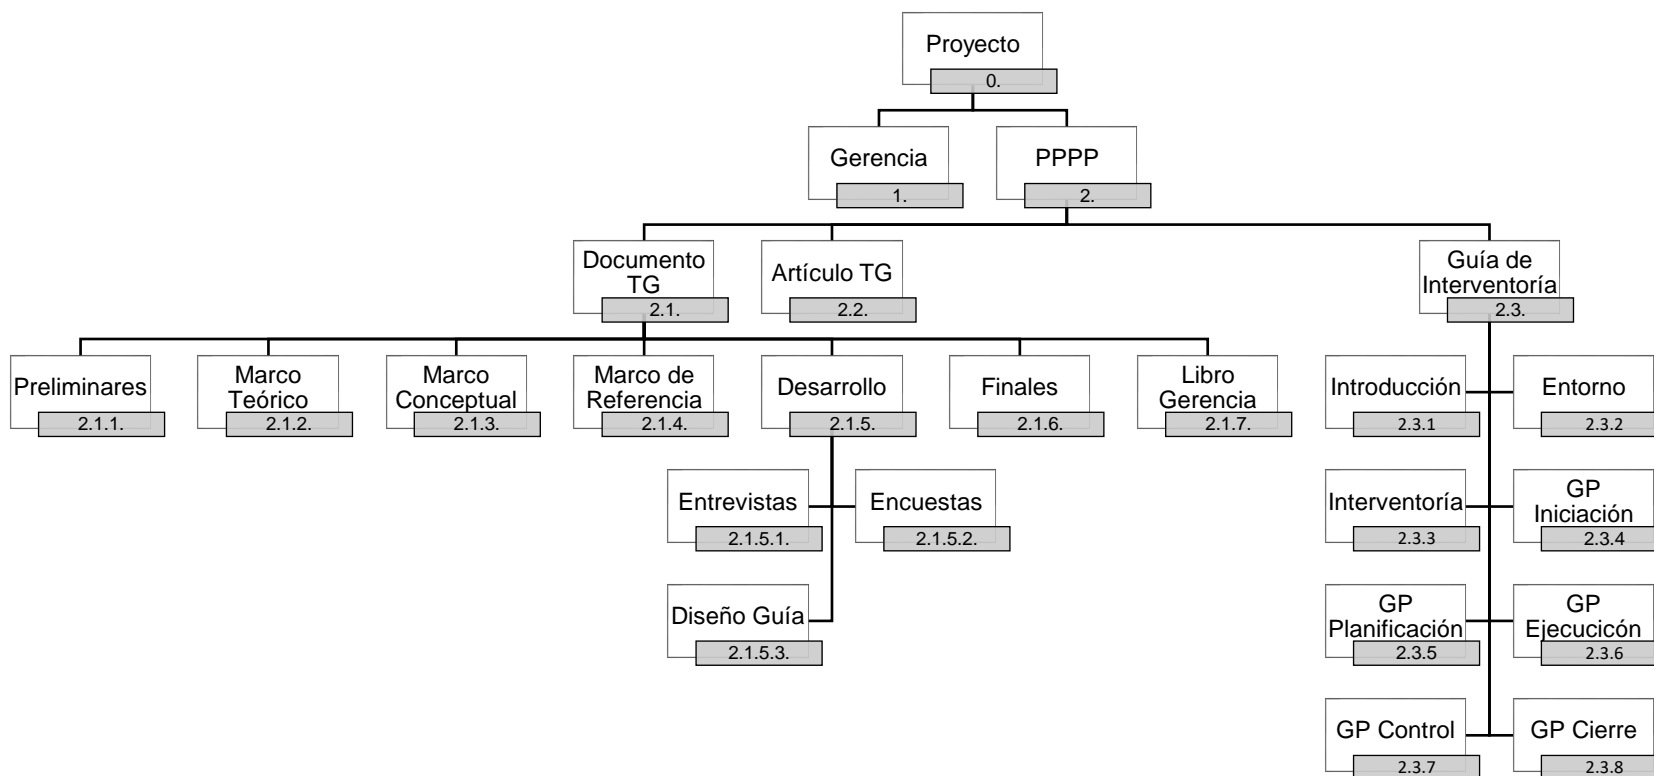 Proyecto
0.
Gerencia
1.
PPPP
2.
Documento
TG
2.1.
Artículo TG
2.2.
Guía de
Interventoría
2.3.
Preliminares
2.1.1.
Marco
Teórico
2.1.2.
Marco
Conceptual
2.1.3.
Marco de
Referencia
2.1.4.
Desarrollo
2.1.5.
Finales
2.1.6.
Libro
Gerencia
2.1.7.
Introducción
2.3.1
Entorno
2.3.2
Entrevistas
2.1.5.1.
Encuestas
2.1.5.2.
Interventoría
2.3.3
GP
Iniciación
2.3.4
Diseño Guía
2.1.5.3.
GP
Planificación
2.3.5
GP
Ejecucicón
2.3.6
GP Control
2.3.7
GP Cierre
2.3.8